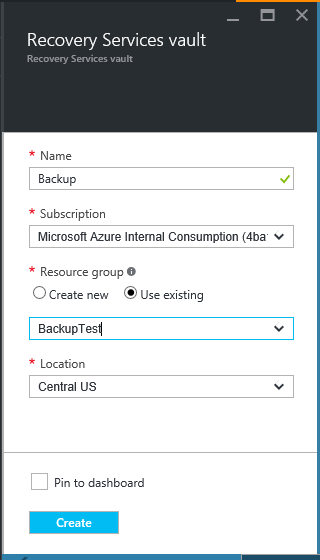 Recovery Services vault
Recovery Services vault
* Name
Backup
* Subscription
Microsoft Azure Internal Consumption (4ba
* Resource group
Create new Use existing
BackupTest
* Location
Central US
Pin to dashboard
Create